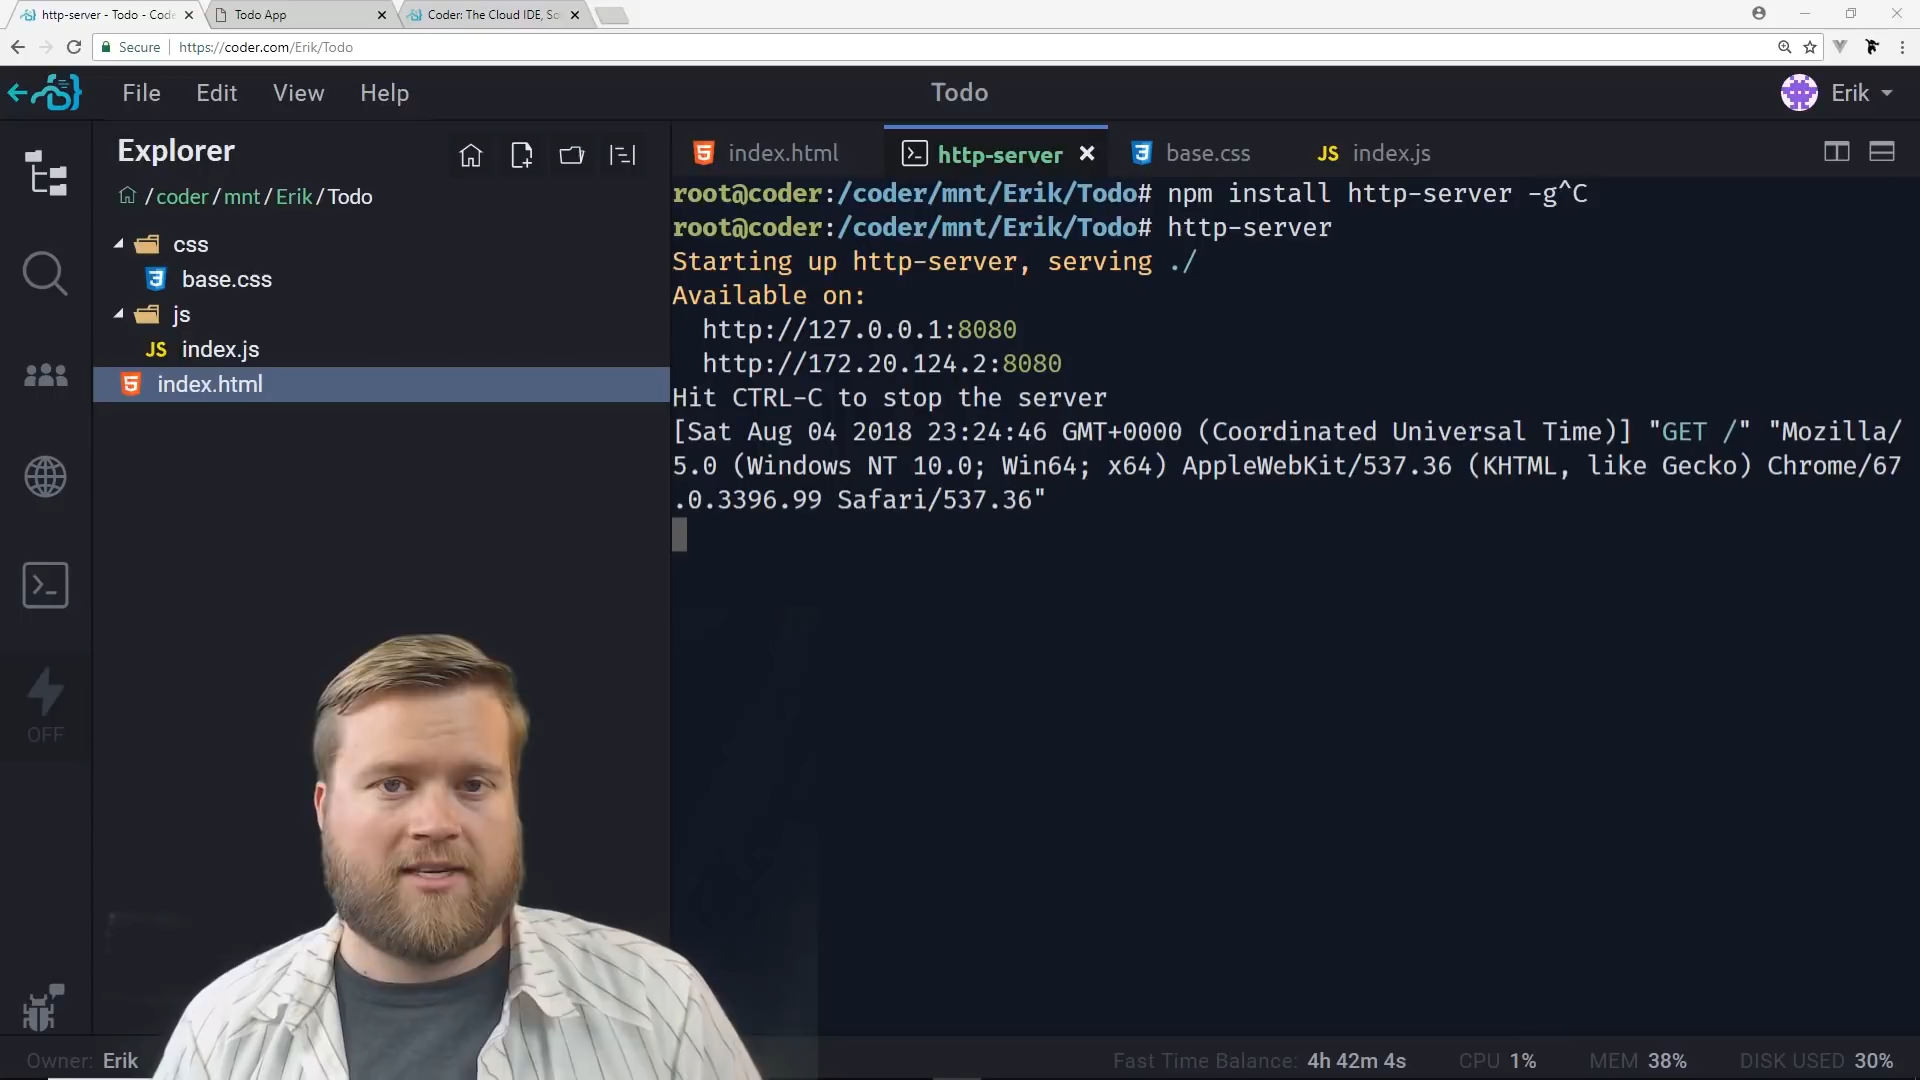 http-server - Todo - Code
Todo App
Coder: The Cloud IDE, So
Secure
https://coder.com/Erik/Todo
File Edit View Help
Todo
Erik
Explorer
index.html
http-server
base.css
JS index.js
/ coder / mnt / Erik / Todo
css
base.css
js
JS index.js
index.html
OFF
root@coder:/coder/mnt/Erik/Todo# npm install http-server -g^C
root@coder:/coder/mnt/Erik/Todo# http-server
Starting up http-server, serving ./
Available on:
http://127.0.0.1:8080
http://172.20.124.2:8080
Hit CTRL-C to stop the server
[Sat Aug 04 2018 23:24:46 GMT+0000 (Coordinated Universal Time)] "GET /" "Mozilla/
5.0 (Windows NT 10.0; Win64; x64) AppleWebKit/537.36 (KHTML, like Gecko) Chrome/67
.0.3396.99 Safari/537.36"
Owner: Erik
Fast Time Balance: 4h 42m 4s
CPU 1%
MEM 38%
DISK USED 30%